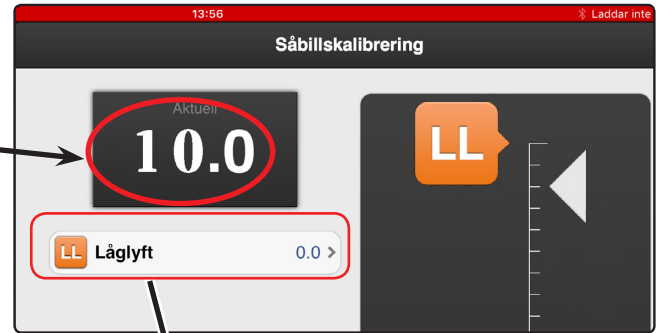 13:56
Laddar inte
Såbillskalibrering
Aktuell
10.0
LL
LL Låglyft 0.0 >